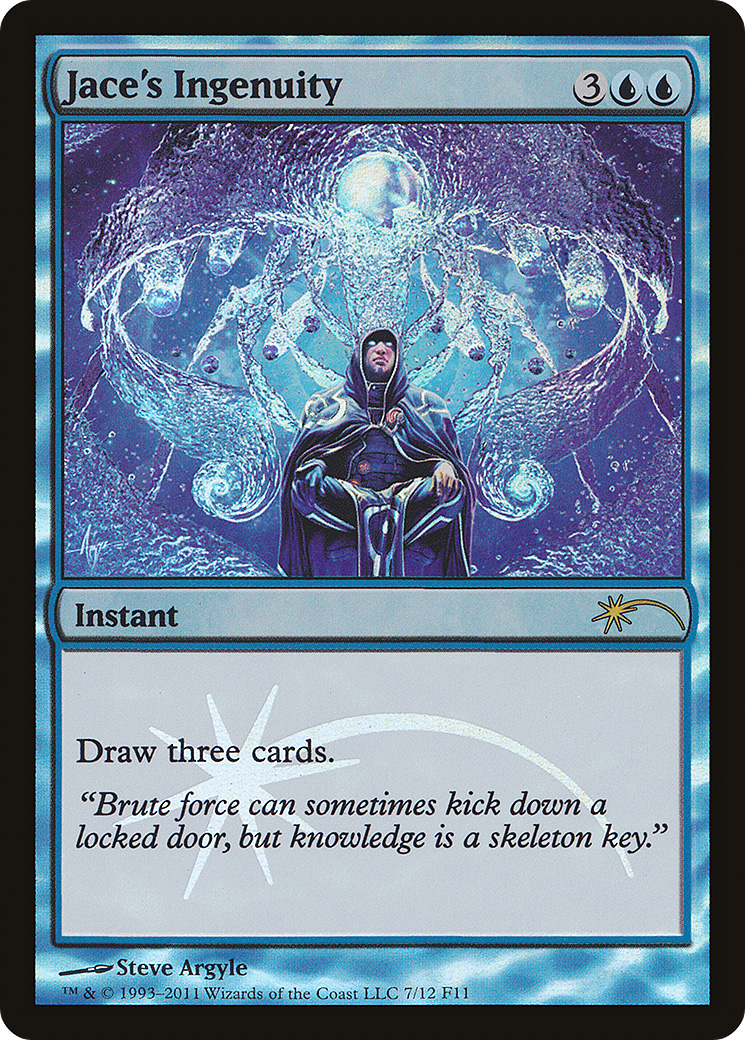 Jace's Ingenuity
3
Instant
Draw three cards.
“Brute force can sometimes kick down a
locked door, but knowledge is a skeleton key.”
Steve Argyle
™ & © 1993–2011 Wizards of the Coast LLC 7/12 F11